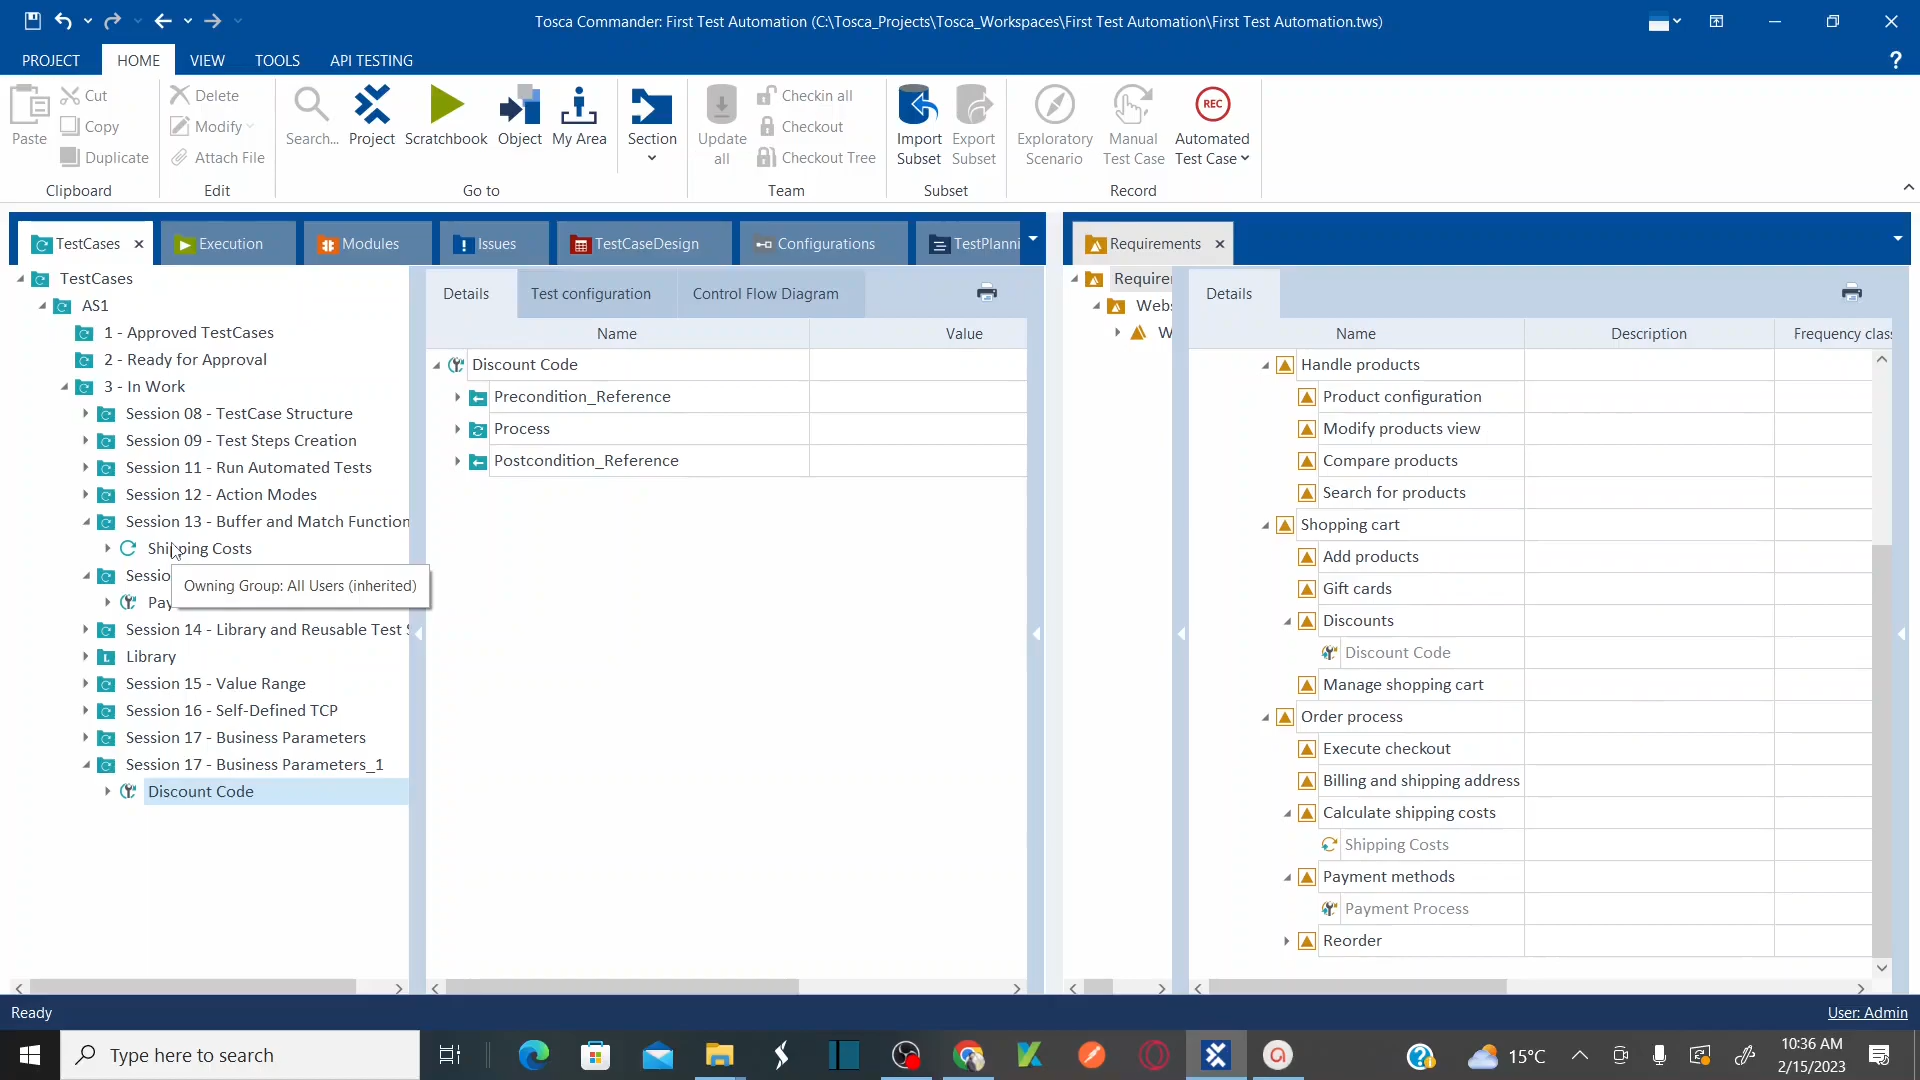 Tosca Commander: First Test Automation (C:\Tosca_Projects\Tosca_Workspaces\First Test Automation\First Test Automation.tws)
PROJECT HOME VIEW TOOLS API TESTING ?
Paste
Cut
Copy
Duplicate
Clipboard
Delete
Modify
Attach File
Edit
Search...
Project
Scratchbook
Object
My Area
Go to
Section
Update all
Checkin all
Checkout
Checkout Tree
Team
Import Subset
Export Subset
Subset
Exploratory Scenario
Manual Test Case
REC
Automated Test Case
Record
TestCases Execution Modules Issues TestCaseDesign Configurations TestPlanni
TestCases
AS1
1 - Approved TestCases
2 - Ready for Approval
3 - In Work
Session 08 - TestCase Structure
Session 09 - Test Steps Creation
Session 11 - Run Automated Tests
Session 12 - Action Modes
Session 13 - Buffer and Match Function
Shipping Costs
Sessio
Owning Group: All Users (inherited)
Pay
Session 14 - Library and Reusable Test S
L Library
Session 15 - Value Range
Session 16 - Self-Defined TCP
Session 17 - Business Parameters
Session 17 - Business Parameters_1
Discount Code
Details Test configuration Control Flow Diagram
Name Value
Discount Code
Precondition_Reference
Process
Postcondition_Reference
Requirements
Requirer
Webs
W
Details
Name Description Frequency class
Handle products
Product configuration
Modify products view
Compare products
Search for products
Shopping cart
Add products
Gift cards
Discounts
Discount Code
Manage shopping cart
Order process
Execute checkout
Billing and shipping address
Calculate shipping costs
Shipping Costs
Payment methods
Payment Process
Reorder
Ready
User: Admin
Type here to search
15°C
10:36 AM
2/15/2023